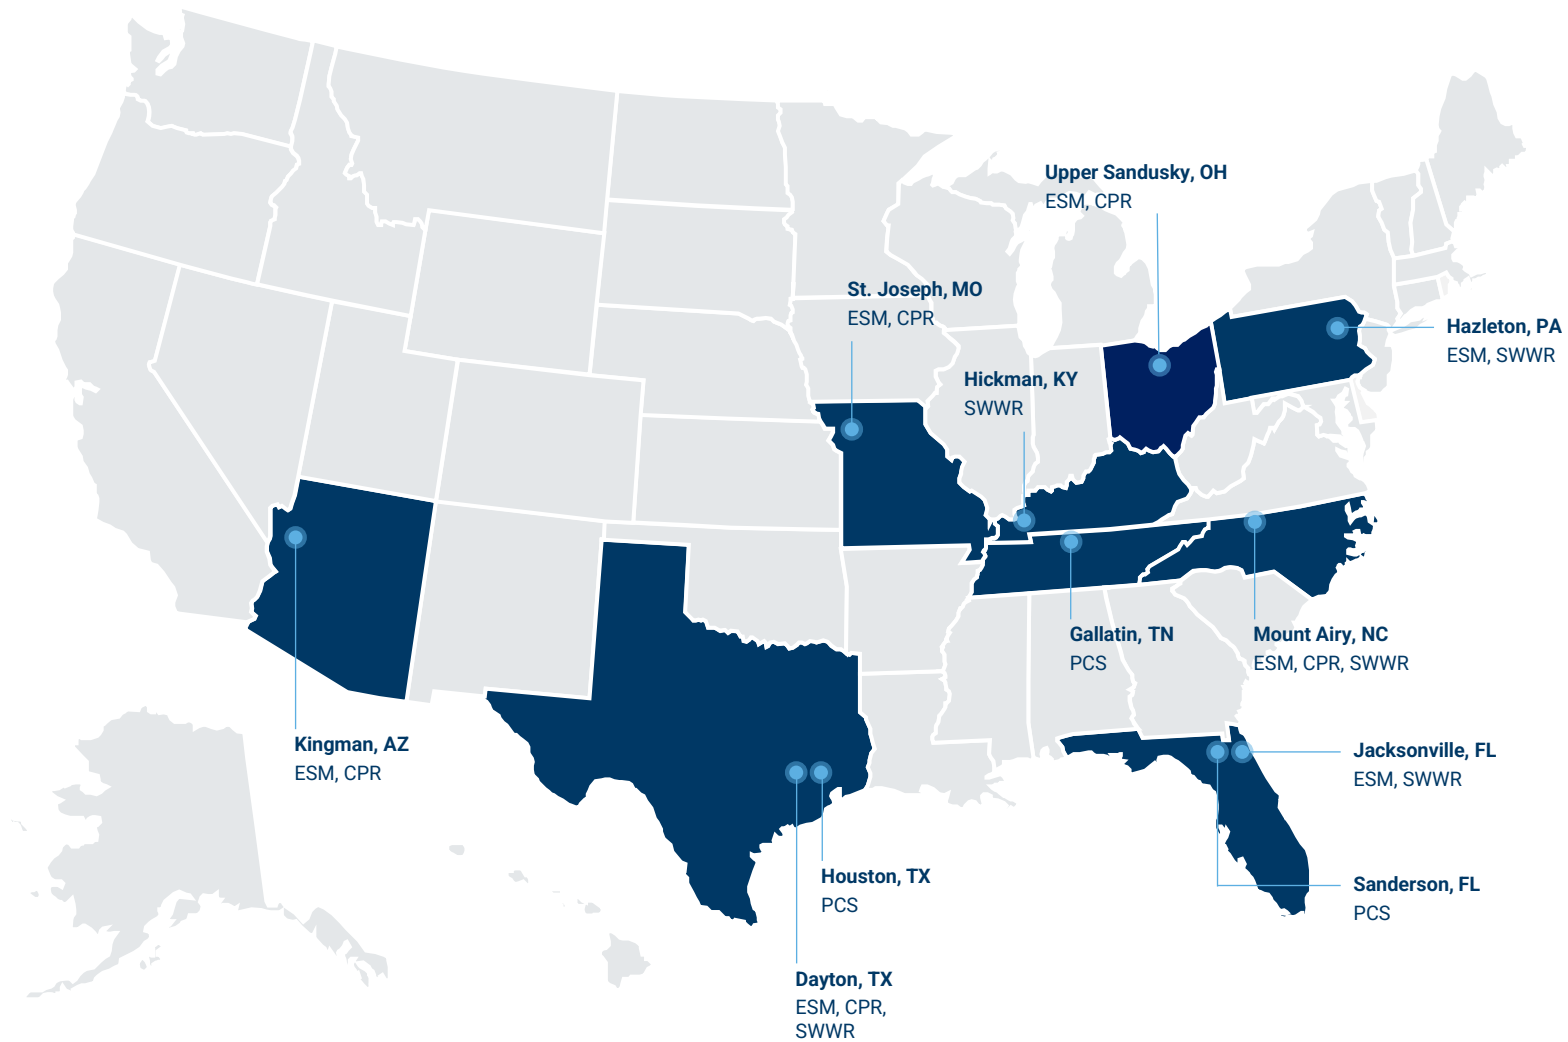 Upper Sandusky, OH
ESM, CPR
St. Joseph, MO
ESM, CPR
Hazleton, PA
ESM, SWWR
Hickman, KY
SWWR
Gallatin, TN
PCS
Mount Airy, NC
ESM, CPR, SWWR
Kingman, AZ
ESM, CPR
Jacksonville, FL
ESM, SWWR
Houston, TX
PCS
Sanderson, FL
PCS
Dayton, TX
ESM, CPR,
SWWR